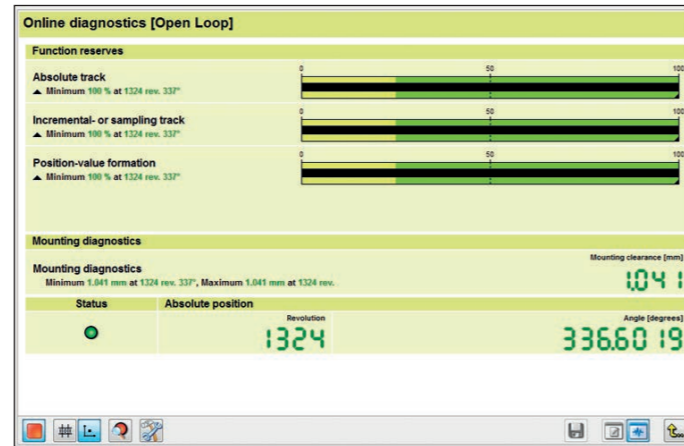 Online diagnostics [Open Loop]
Function reserves
Absolute track
0 50 100
Minimum 100 % at 1324 rev. 337°
Incremental- or sampling track
0 50 100
Minimum 100 % at 1324 rev. 337°
Position-value formation
0 50 100
Minimum 100 % at 1324 rev. 337°
Mounting diagnostics
Mounting clearance [mm]
Mounting diagnostics
1,041
Minimum 1.041 mm at 1324 rev. 337°, Maximum 1.041 mm at 1324 rev.
Status Absolute position
Revolution Angle [degrees]
1324 336.6019